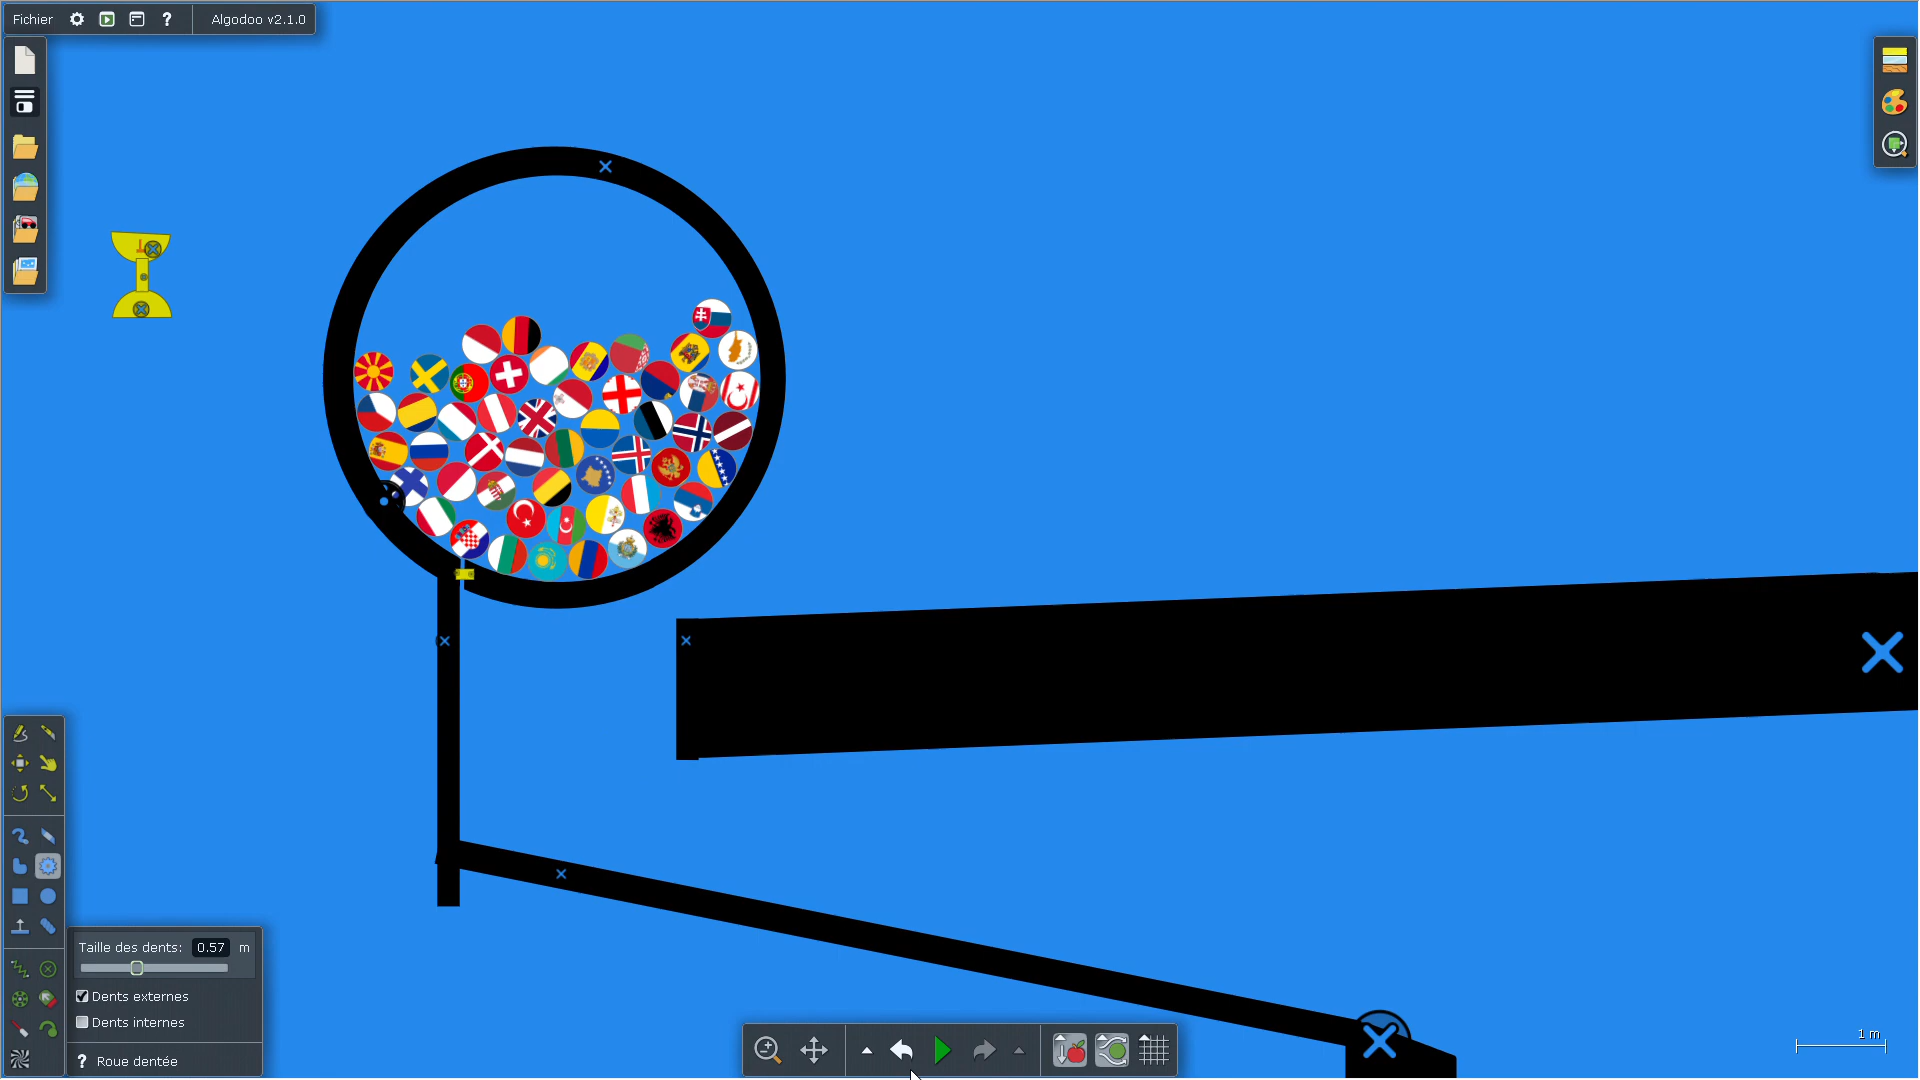 Fichier
?
Algodoo v2.1.0
Taille des dents: 0.57 m
Dents externes
Dents internes
? Roue dentée
1 m